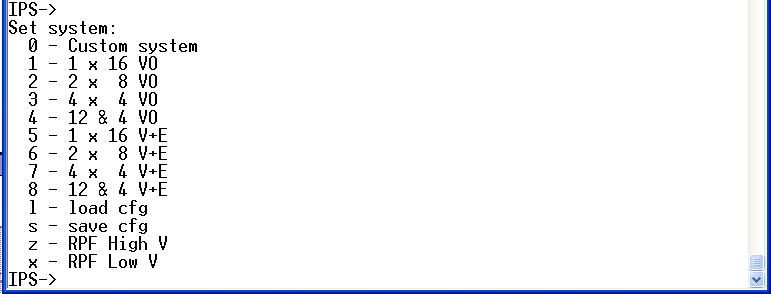 IPS->
Set system:
0 - Custom system
1 - 1 x 16 VO
2 - 2 x  8 VO
3 - 4 x  4 VO
4 - 12 & 4 VO
5 - 1 x 16 V+E
6 - 2 x  8 V+E
7 - 4 x  4 V+E
8 - 12 & 4 V+E
l - load cfg
s - save cfg
z - RPF High V
x - RPF Low V
IPS->